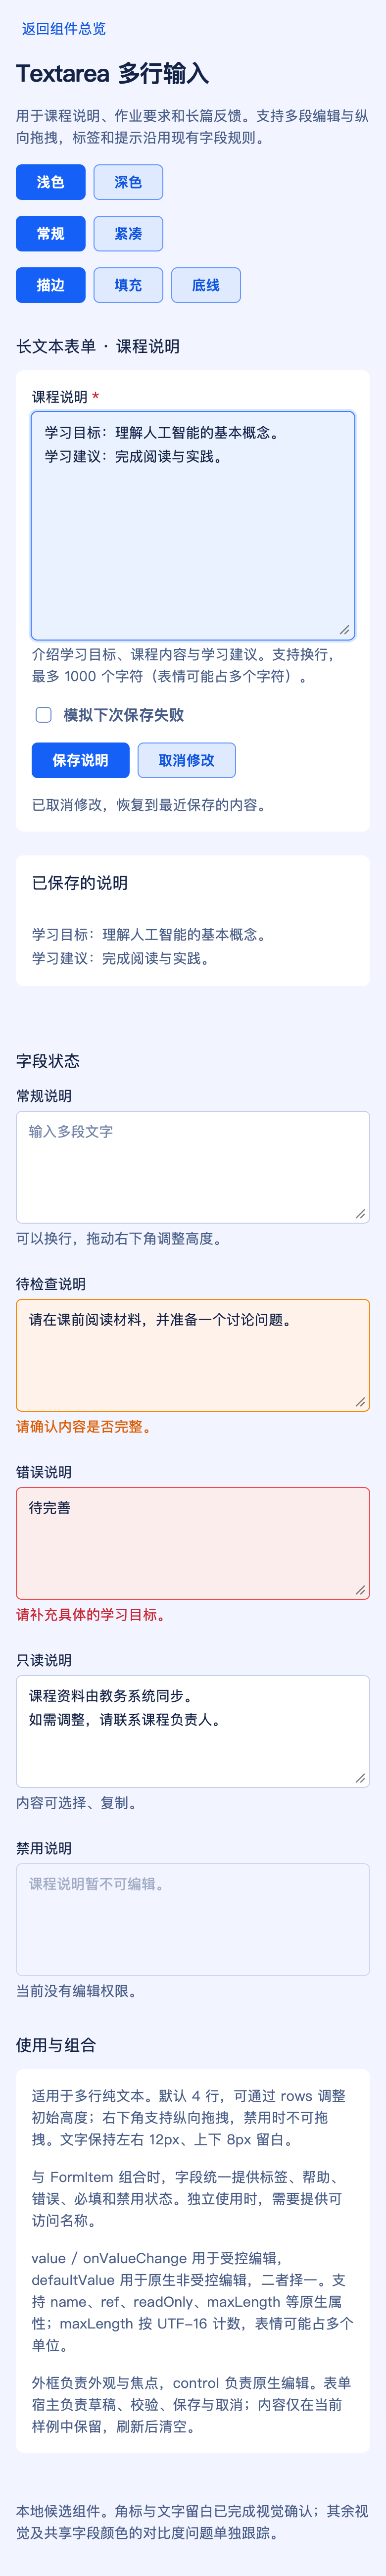 返回组件总览
Textarea 多行输入
用于课程说明、作业要求和长篇反馈。支持多段编辑与纵
向拖拽，标签和提示沿用现有字段规则。
浅色 深色
常规 紧凑
描边 填充 底线
长文本表单 · 课程说明
课程说明 *
学习目标：理解人工智能的基本概念。
学习建议：完成阅读与实践。
介绍学习目标、课程内容与学习建议。支持换行，
最多 1000 个字符（表情可能占多个字符）。
模拟下次保存失败
保存说明 取消修改
已取消修改，恢复到最近保存的内容。
已保存的说明
学习目标：理解人工智能的基本概念。
学习建议：完成阅读与实践。
字段状态
常规说明
输入多段文字
可以换行，拖动右下角调整高度。
待检查说明
请在课前阅读材料，并准备一个讨论问题。
请确认内容是否完整。
错误说明
待完善
请补充具体的学习目标。
只读说明
课程资料由教务系统同步。
如需调整，请联系课程负责人。
内容可选择、复制。
禁用说明
课程说明暂不可编辑。
当前没有编辑权限。
使用与组合
适用于多行纯文本。默认 4 行，可通过 rows 调整
初始高度；右下角支持纵向拖拽，禁用时不可拖
拽。文字保持左右 12px、上下 8px 留白。
与 FormItem 组合时，字段统一提供标签、帮助、
错误、必填和禁用状态。独立使用时，需要提供可
访问名称。
value / onValueChange 用于受控编辑，
defaultValue 用于原生非受控编辑，二者择一。支
持 name、ref、readOnly、maxLength 等原生属
性；maxLength 按 UTF-16 计数，表情可能占多个
单位。
外框负责外观与焦点，control 负责原生编辑。表单
宿主负责草稿、校验、保存与取消；内容仅在当前
样例中保留，刷新后清空。
本地候选组件。角标与文字留白已完成视觉确认；其余视
觉及共享字段颜色的对比度问题单独跟踪。